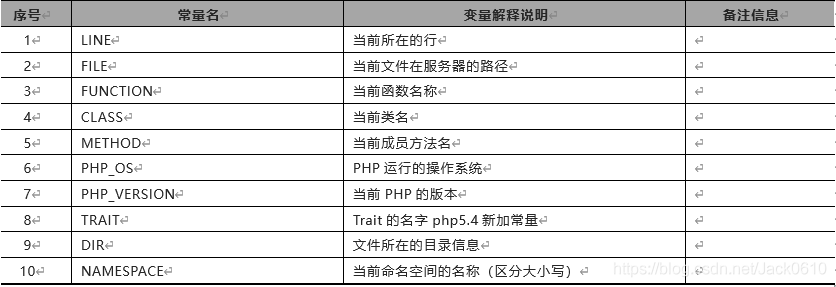 序号 常量名 变量解释说明 备注信息
1 LINE 当前所在的行
2 FILE 当前文件在服务器的路径
3 FUNCTION 当前函数名称
4 CLASS 当前类名
5 METHOD 当前成员方法名
6 PHP_OS PHP 运行的操作系统
7 PHP_VERSION 当前 PHP 的版本
8 TRAIT Trait 的名字 php5.4 新加常量
9 DIR 文件所在的目录信息
10 NAMESPACE 当前命名空间的名称（区分大小写）
https://blog.csdn.net/Jack0610